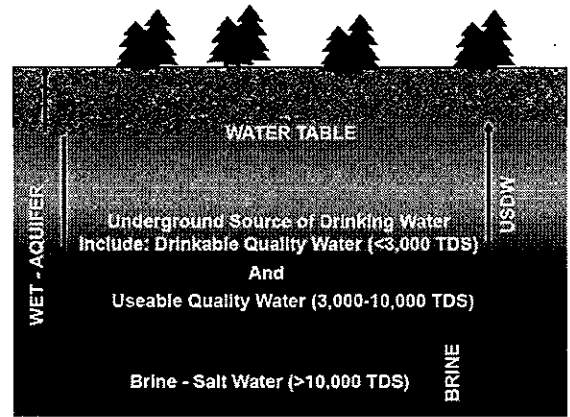 WATER TABLE
WET - AQUIFER
USDW
Underground Source of Drinking Water
Include: Drinkable Quality Water (<3,000 TDS)
And
Useable Quality Water (3,000-10,000 TDS)
Brine - Salt Water (>10,000 TDS)
BRINE